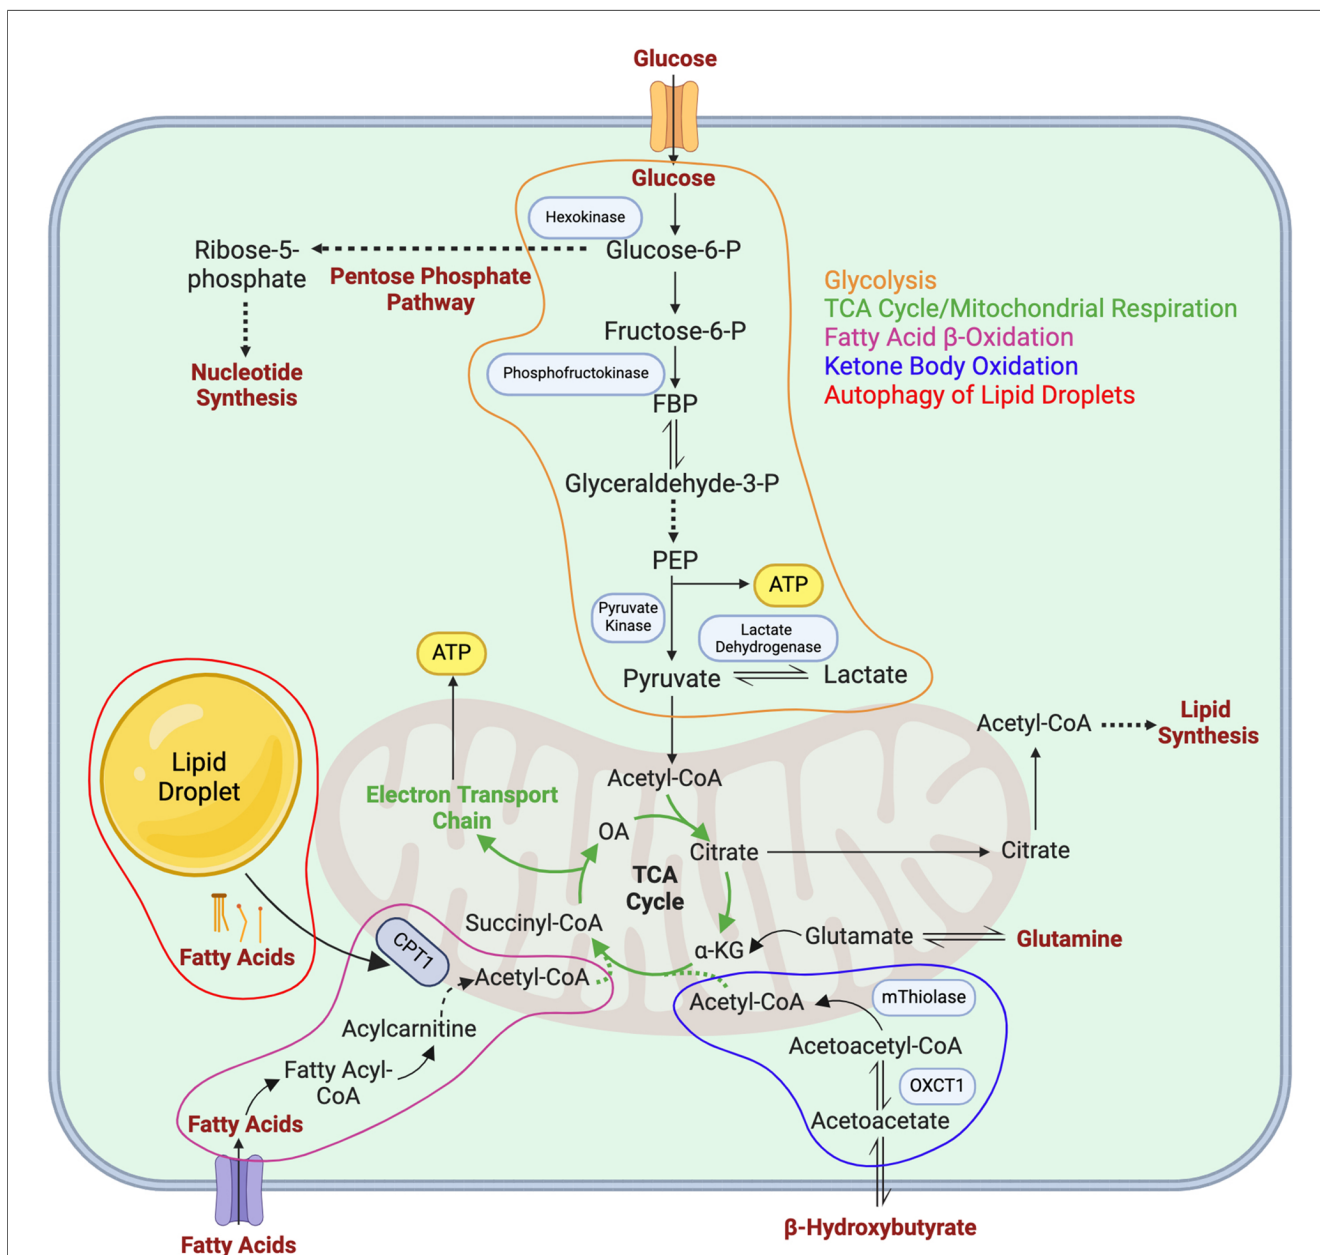 Glucose
Glucose
Hexokinase
Glucose-6-P
Ribose-5-
phosphate
Pentose Phosphate
Pathway
Nucleotide
Synthesis
Fructose-6-P
Phosphofructokinase
FBP
Glyceraldehyde-3-P
PEP
ATP
Pyruvate
Kinase
Lactate
Dehydrogenase
Pyruvate
Lactate
Glycolysis
TCA Cycle/Mitochondrial Respiration
Fatty Acid β-Oxidation
Ketone Body Oxidation
Autophagy of Lipid Droplets
ATP
Electron Transport
Chain
Lipid
Droplet
Fatty Acids
Acetyl-CoA
OA
Citrate
TCA
Cycle
Succinyl-CoA
α-KG
Citrate
Acetyl-CoA
Lipid
Synthesis
Glutamate
Glutamine
CPT1
Acetyl-CoA
Acylcarnitine
Fatty Acyl-
CoA
Fatty Acids
Fatty Acids
Acetyl-CoA
mThiolase
Acetoacetyl-CoA
OXCT1
Acetoacetate
β-Hydroxybutyrate